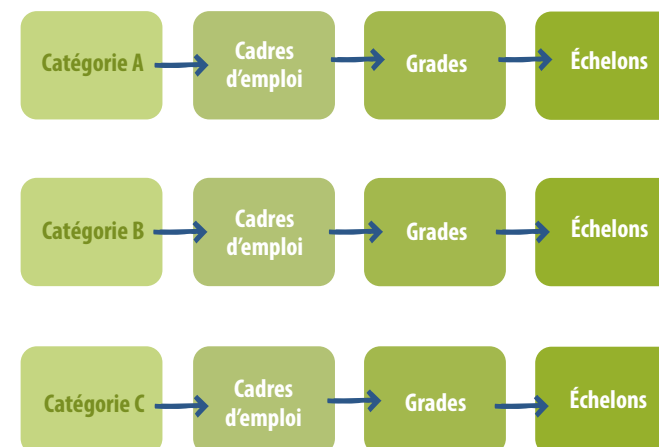 Catégorie A
Cadres
d’emploi
Grades
Échelons
Catégorie B
Cadres
d’emploi
Grades
Échelons
Catégorie C
Cadres
d’emploi
Grades
Échelons